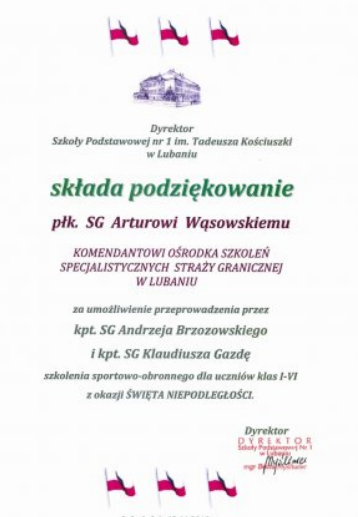 Dyrektor
Szkoły Podstawowej nr 1 im. Tadeusza Kościuszki
w Lubaniu
składa podziękowanie
płk. SG Arturowi Wąsowskiemu
KOMENDANTOWI OŚRODKA SZKOLEŃ
SPECJALISTYCZNYCH STRAŻY GRANICZNEJ
W LUBANIU
za umożliwienie przeprowadzenia przez
kpt. SG Andrzeja Brzozowskiego
i kpt. SG Klaudiusza Gazdę
szkolenia sportowo-obronnego dla uczniów klas I-VI
z okazji ŚWIĘTA NIEPODLEGŁOŚCI.
Dyrektor
DYREKTOR
Szkoły Podstawowej Nr 1
w Lubaniu
mgr